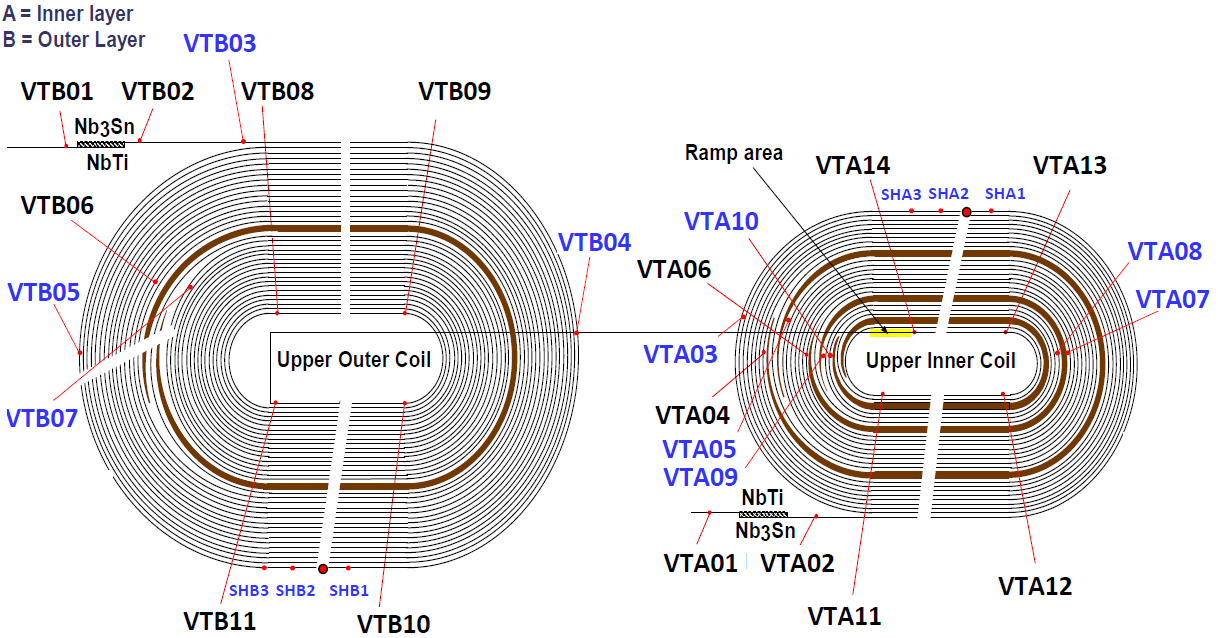 A = Inner layer
B = Outer Layer
VTB03
VTB01
VTB02
VTB08
VTB09
Nb3Sn
NbTi
VTB06
VTB04
VTB05
Upper Outer Coil
VTB07
SHB3
SHB2
SHB1
VTB11
VTB10
Ramp area
VTA14
VTA13
SHA3
SHA2
SHA1
VTA10
VTA08
VTA06
VTA07
VTA03
Upper Inner Coil
VTA04
VTA05
VTA09
NbTi
Nb3Sn
VTA01
VTA02
VTA12
VTA11